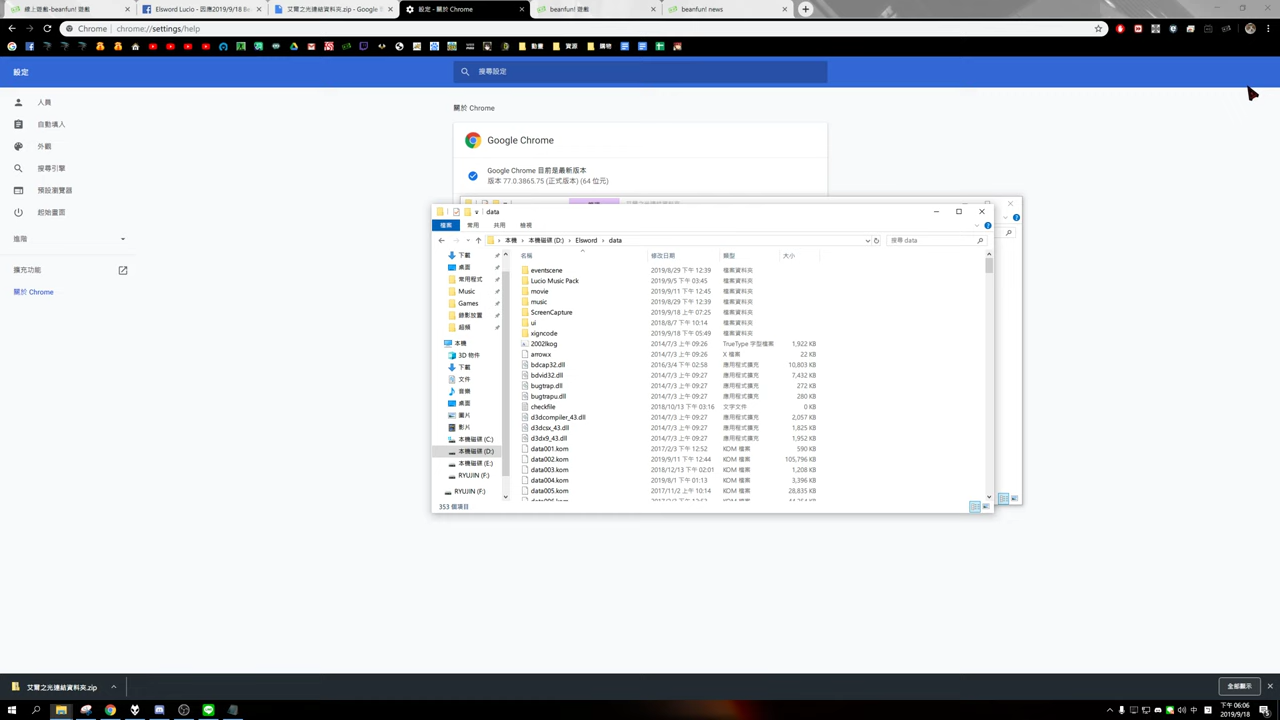 線上遊戲-beanfun! 遊戲
Elsword Lucio - 因應2019/9/18 Be
艾爾之光連結資料夾.zip - Google
設定 - 關於 Chrome
beanfun! 遊戲
beanfun! news
Chrome | chrome://settings/help
動畫
資源
購物
設定
搜尋設定
人員
自動填入
外觀
搜尋引擎
預設瀏覽器
起始畫面
進階
擴充功能
關於 Chrome
關於 Chrome
Google Chrome
Google Chrome 目前是最新版本
版本 77.0.3865.75 (正式版本) (64 位元)
data
檔案 常用 共用 檢視
本機 › 本機磁碟 (D:) › Elsword › data
搜尋 data
下載
桌面
常用程式
Music
Games
錄影放置
超頻
本機
3D 物件
下載
文件
音樂
桌面
圖片
影片
本機磁碟 (C:)
本機磁碟 (D:)
本機磁碟 (E:)
RYUJIN (F:)
RYUJIN (F:)
名稱 修改日期 類型 大小
eventscene 2019/8/29 下午 12:39 檔案資料夾
Lucio Music Pack 2019/9/5 下午 03:45 檔案資料夾
movie 2019/9/11 下午 12:45 檔案資料夾
music 2019/8/29 下午 12:39 檔案資料夾
ScreenCapture 2019/9/18 上午 07:25 檔案資料夾
ui 2018/8/7 下午 10:14 檔案資料夾
xigncode 2019/9/18 下午 05:49 檔案資料夾
2002lkog 2014/7/3 上午 09:26 TrueType 字型檔案 1,922 KB
arrow.x 2014/7/3 上午 09:26 X 檔案 22 KB
bdcap32.dll 2016/3/4 下午 02:58 應用程式擴充 10,803 KB
bdvid32.dll 2014/7/3 上午 09:27 應用程式擴充 7,432 KB
bugtrap.dll 2014/7/3 上午 09:27 應用程式擴充 272 KB
bugtrapu.dll 2014/7/3 上午 09:27 應用程式擴充 280 KB
checkfile 2018/10/13 下午 03:16 文字文件 0 KB
d3dcompiler_43.dll 2014/7/3 上午 09:27 應用程式擴充 2,057 KB
d3dcsx_43.dll 2014/7/3 上午 09:27 應用程式擴充 1,825 KB
d3dx9_43.dll 2014/7/3 上午 09:27 應用程式擴充 1,952 KB
data001.kom 2017/2/3 下午 12:52 KOM 檔案 590 KB
data002.kom 2019/9/11 下午 12:44 KOM 檔案 105,796 KB
data003.kom 2018/12/13 下午 02:01 KOM 檔案 1,208 KB
data004.kom 2019/8/1 下午 01:13 KOM 檔案 3,396 KB
data005.kom 2017/11/2 上午 10:14 KOM 檔案 28,835 KB
353 個項目
艾爾之光連結資料夾.zip
全部顯示
中
下午 06:06
2019/9/18